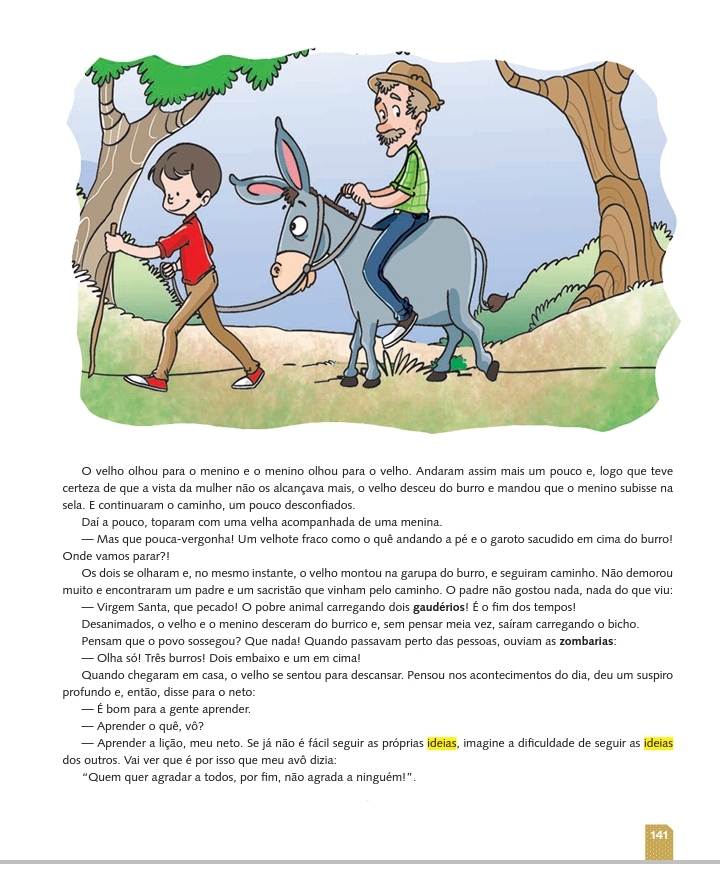 O velho olhou para o menino e o menino olhou para o velho. Andaram assim mais um pouco e, logo que teve
certeza de que a vista da mulher não os alcançava mais, o velho desceu do burro e mandou que o menino subisse na
sela. E continuaram o caminho, um pouco desconfiados.
Daí a pouco, toparam com uma velha acompanhada de uma menina.
— Mas que pouca-vergonha! Um velhote fraco como o quê andando a pé e o garoto sacudido em cima do burro!
Onde vamos parar?!
Os dois se olharam e, no mesmo instante, o velho montou na garupa do burro, e seguiram caminho. Não demorou
muito e encontraram um padre e um sacristão que vinham pelo caminho. O padre não gostou nada, nada do que viu:
— Virgem Santa, que pecado! O pobre animal carregando dois gaudérios! É o fim dos tempos!
Desanimados, o velho e o menino desceram do burrico e, sem pensar meia vez, saíram carregando o bicho.
Pensam que o povo sossegou? Que nada! Quando passavam perto das pessoas, ouviam as zombarias:
— Olha só! Três burros! Dois embaixo e um em cima!
Quando chegaram em casa, o velho se sentou para descansar. Pensou nos acontecimentos do dia, deu um suspiro
profundo e, então, disse para o neto:
— É bom para a gente aprender.
— Aprender o quê, vô?
— Aprender a lição, meu neto. Se já não é fácil seguir as próprias ideias, imagine a dificuldade de seguir as ideias
dos outros. Vai ver que é por isso que meu avô dizia:
“Quem quer agradar a todos, por fim, não agrada a ninguém!”.
141